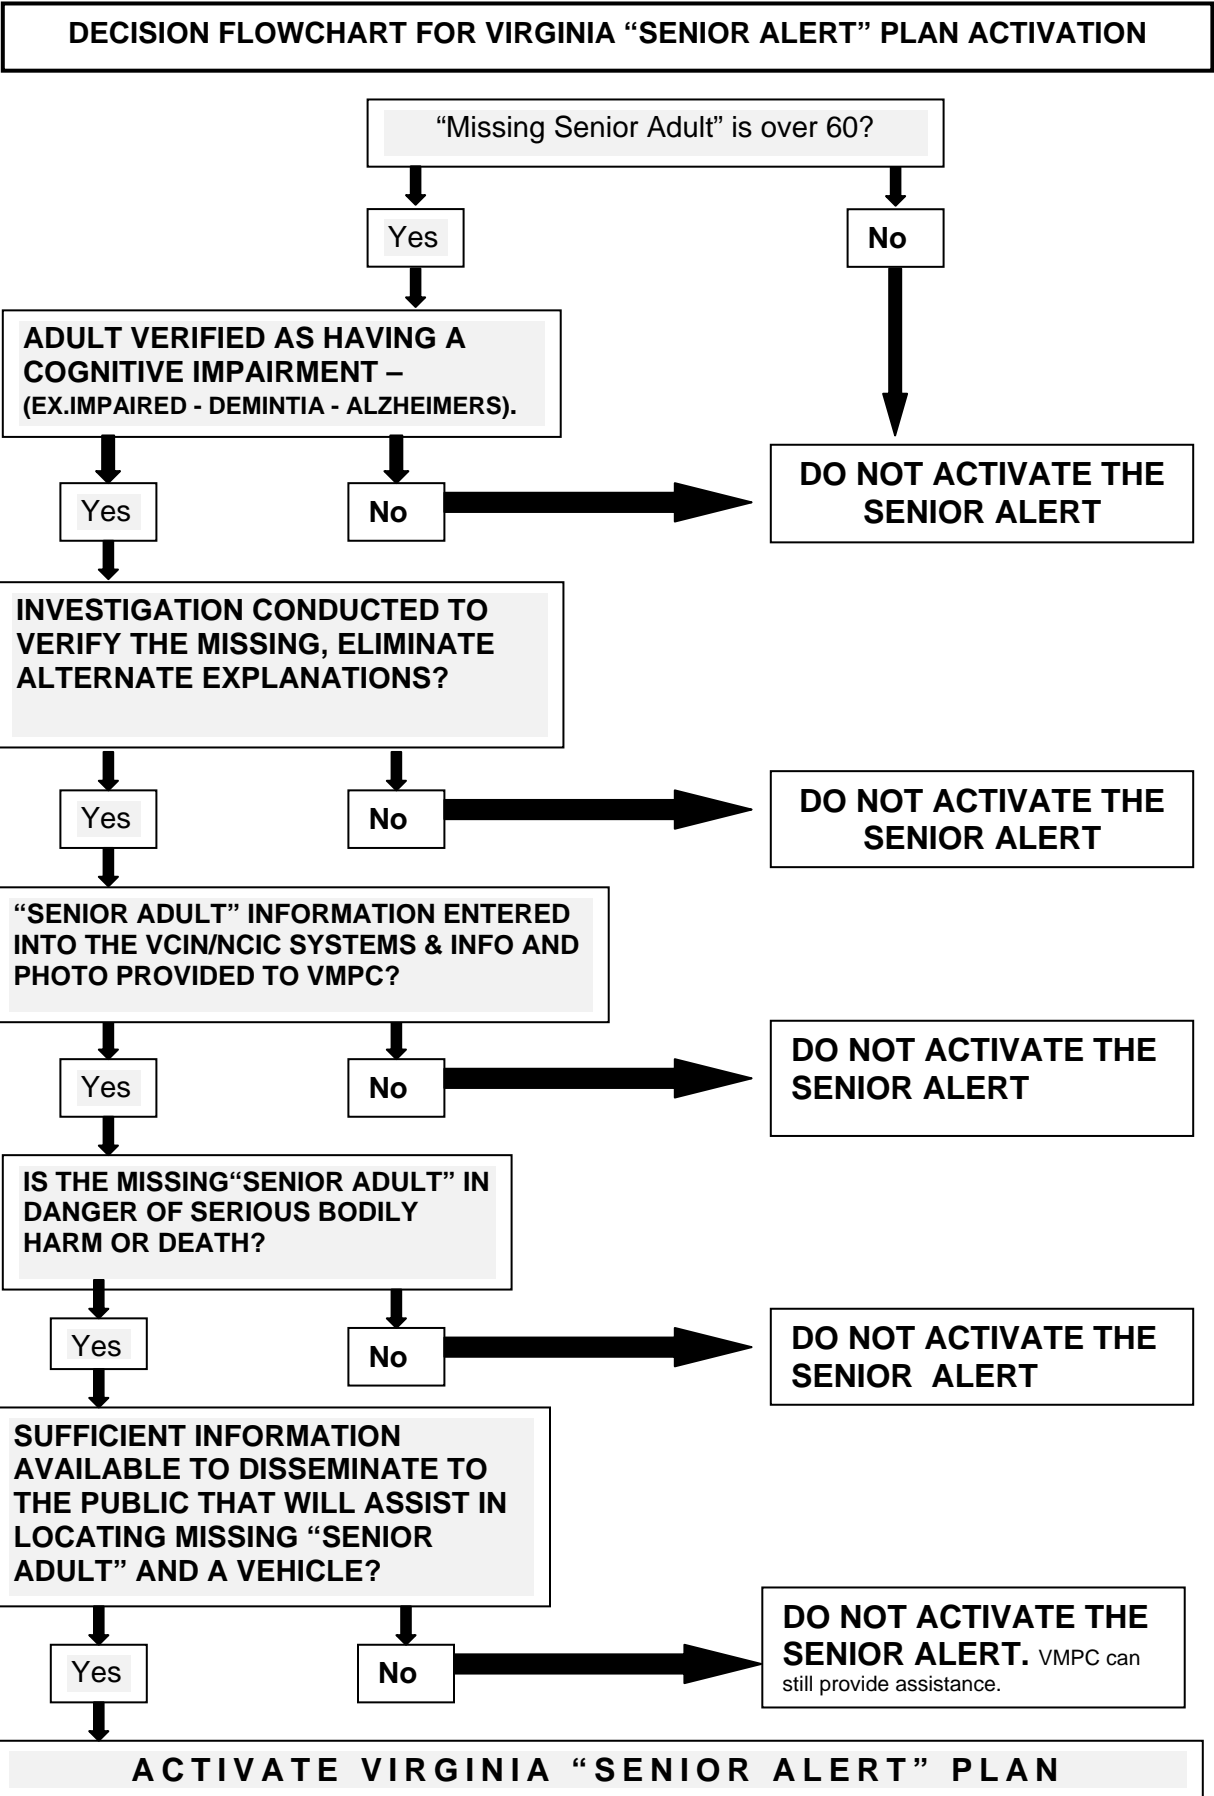 DECISION FLOWCHART FOR VIRGINIA “SENIOR ALERT” PLAN ACTIVATION
“Missing Senior Adult” is over 60?
Yes
No
ADULT VERIFIED AS HAVING A
COGNITIVE IMPAIRMENT –
(EX.IMPAIRED - DEMINTIA - ALZHEIMERS).
Yes
No
DO NOT ACTIVATE THE
SENIOR ALERT
INVESTIGATION CONDUCTED TO
VERIFY THE MISSING, ELIMINATE
ALTERNATE EXPLANATIONS?
Yes
No
DO NOT ACTIVATE THE
SENIOR ALERT
“SENIOR ADULT” INFORMATION ENTERED
INTO THE VCIN/NCIC SYSTEMS & INFO AND
PHOTO PROVIDED TO VMPC?
Yes
No
DO NOT ACTIVATE THE
SENIOR ALERT
IS THE MISSING“SENIOR ADULT” IN
DANGER OF SERIOUS BODILY
HARM OR DEATH?
Yes
No
DO NOT ACTIVATE THE
SENIOR ALERT
SUFFICIENT INFORMATION
AVAILABLE TO DISSEMINATE TO
THE PUBLIC THAT WILL ASSIST IN
LOCATING MISSING “SENIOR
ADULT” AND A VEHICLE?
Yes
No
DO NOT ACTIVATE THE
SENIOR ALERT. VMPC can
still provide assistance.
ACTIVATE VIRGINIA “SENIOR ALERT” PLAN